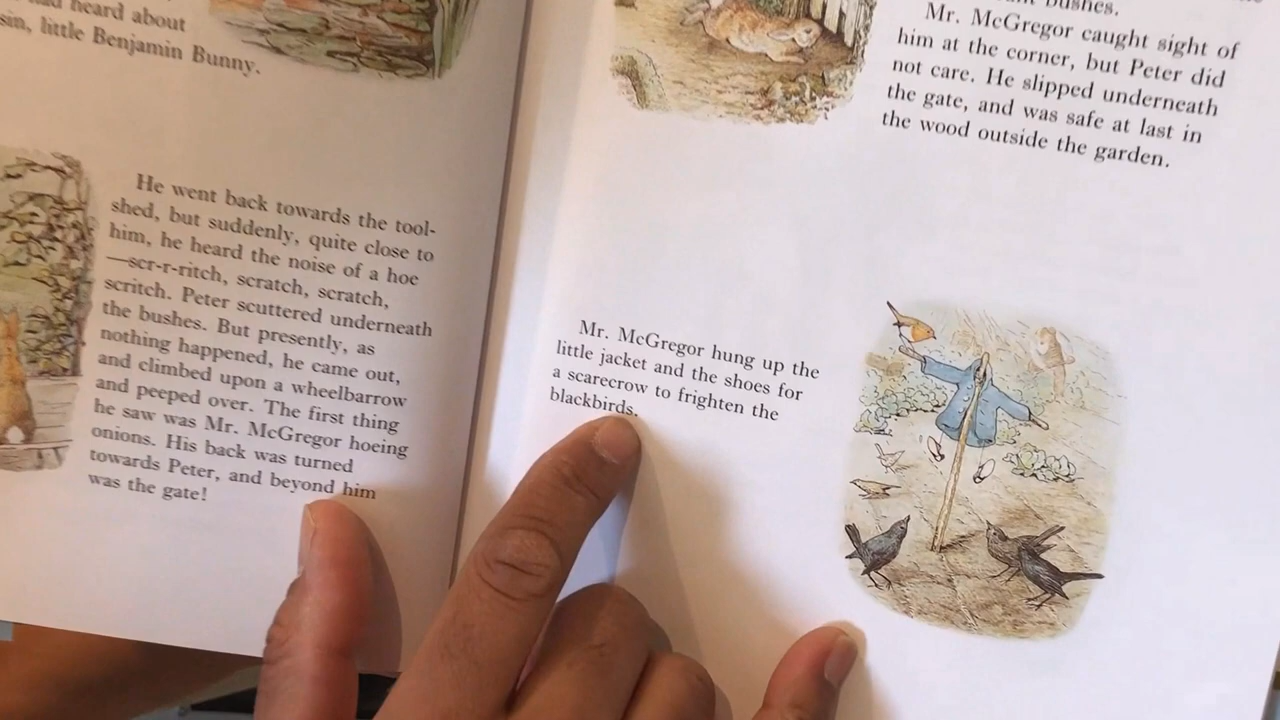 had heard about
little Benjamin Bunny.
He went back towards the tool-
shed, but suddenly, quite close to
him, he heard the noise of a hoe
—scr-r-ritch, scratch, scratch,
scritch. Peter scuttered underneath
the bushes. But presently, as
nothing happened, he came out,
and climbed upon a wheelbarrow
and peeped over. The first thing
he saw was Mr. McGregor hoeing
onions. His back was turned
towards Peter, and beyond him
was the gate!
bushes.
Mr. McGregor caught sight of
him at the corner, but Peter did
not care. He slipped underneath
the gate, and was safe at last in
the wood outside the garden.
Mr. McGregor hung up the
little jacket and the shoes for
a scarecrow to frighten the
blackbirds.